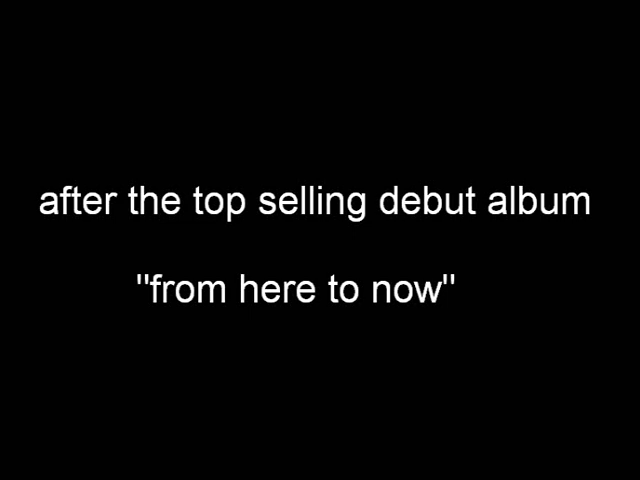 after the top selling debut album
"from here to now"